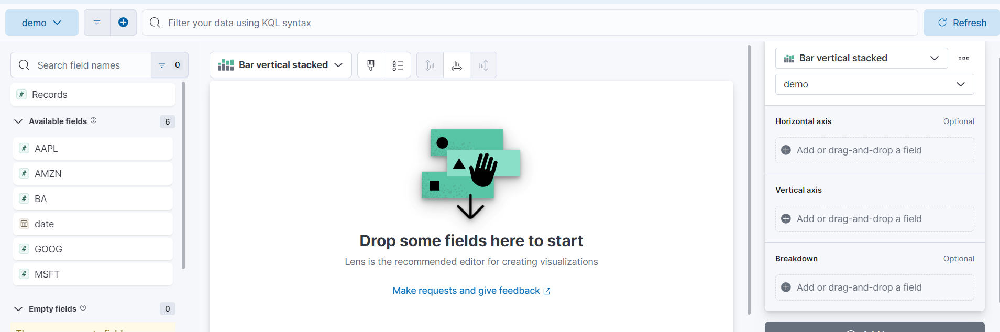 demo
Filter your data using KQL syntax
Refresh
Search field names
0
Records
Available fields
6
AAPL
AMZN
BA
date
GOOG
MSFT
Empty fields
0
Bar vertical stacked
Drop some fields here to start
Lens is the recommended editor for creating visualizations
Make requests and give feedback
Bar vertical stacked
demo
Horizontal axis
Optional
Add or drag-and-drop a field
Vertical axis
Add or drag-and-drop a field
Breakdown
Optional
Add or drag-and-drop a field